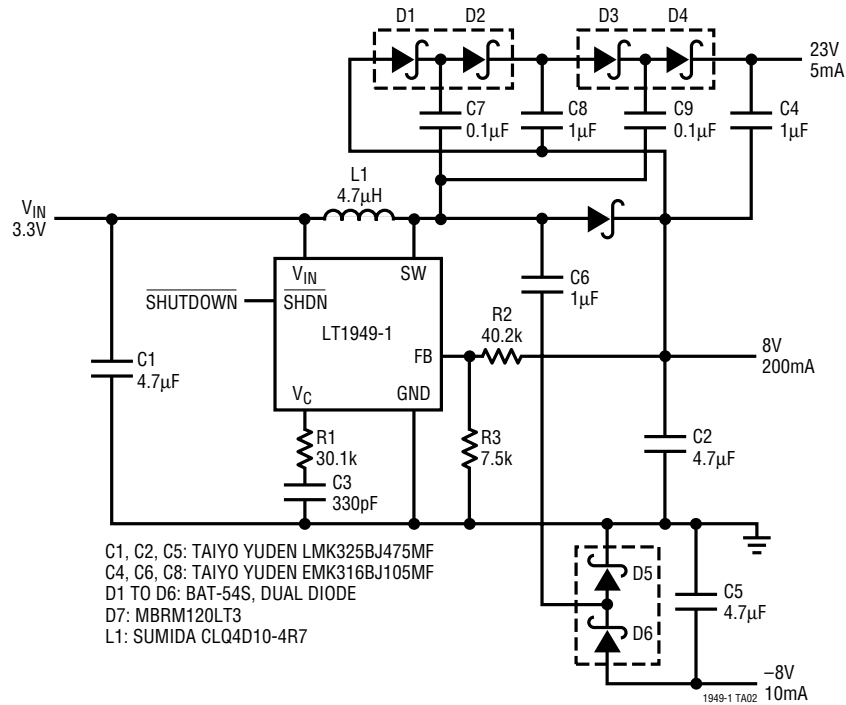 D1
D2
D3
D4
23V
5mA
C7
0.1µF
C8
1µF
C9
0.1µF
C4
1µF
L1
4.7µH
VIN
3.3V
VIN
SW
C6
1µF
SHUTDOWN
SHDN
R2
40.2k
LT1949-1
FB
8V
200mA
C1
4.7µF
VC
GND
R1
30.1k
R3
7.5k
C2
4.7µF
C3
330pF
C1, C2, C5: TAIYO YUDEN LMK325BJ475MF
C4, C6, C8: TAIYO YUDEN EMK316BJ105MF
D1 TO D6: BAT-54S, DUAL DIODE
D7: MBRM120LT3
L1: SUMIDA CLQ4D10-4R7
D5
C5
4.7µF
D6
–8V
10mA
1949-1 TA02